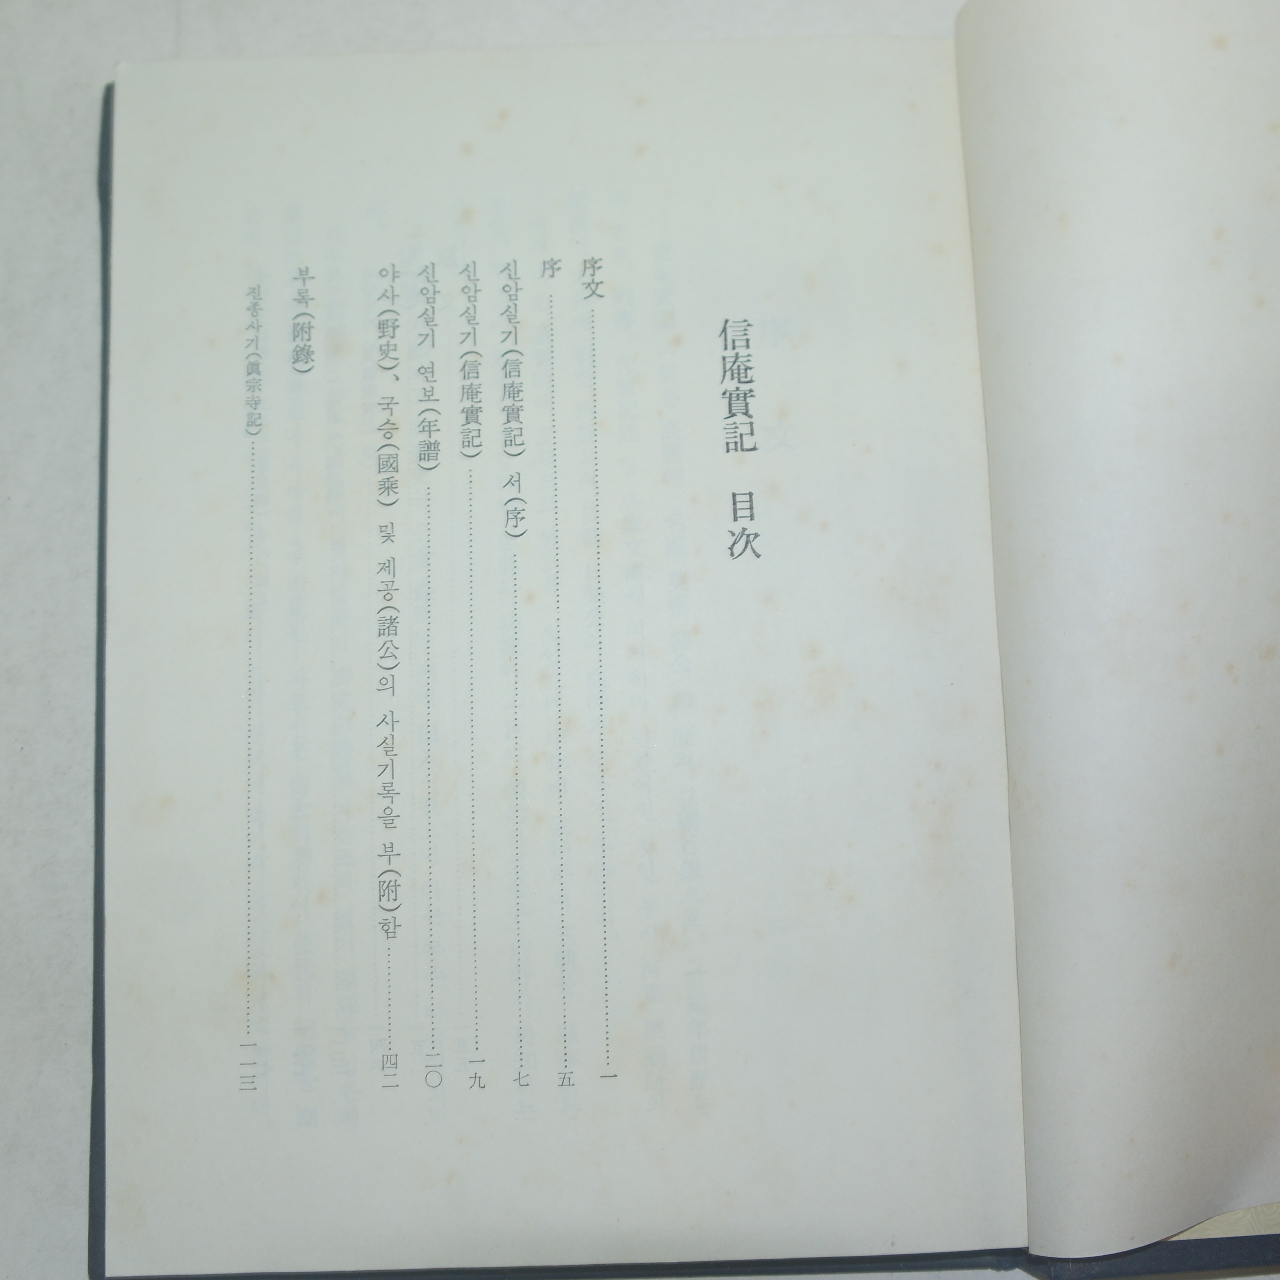 信庵實記 目次
序文 一
序 五
신암실기(信庵實記) 서(序) 七
신암실기(信庵實記) 一九
신암실기 연보(年譜) 二〇
야사(野史)、국승(國乘) 및 제공(諸公)의 사실기록을 부(附)함 四二
부록(附錄)
진종사기(眞宗寺記) 一一三